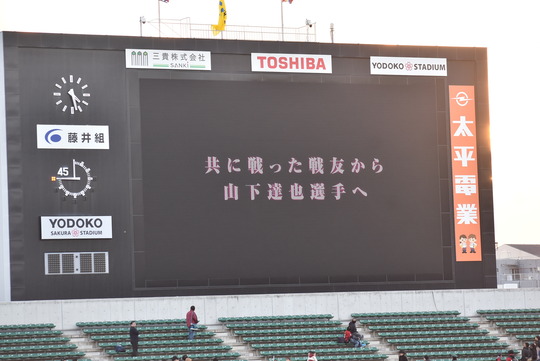 三貴株式会社
SANKI
TOSHIBA
YODOKO STADIUM
藤井組
45
YODOKO
SAKURA STADIUM
共に戦った戦友から
山下達也選手へ
太平電業